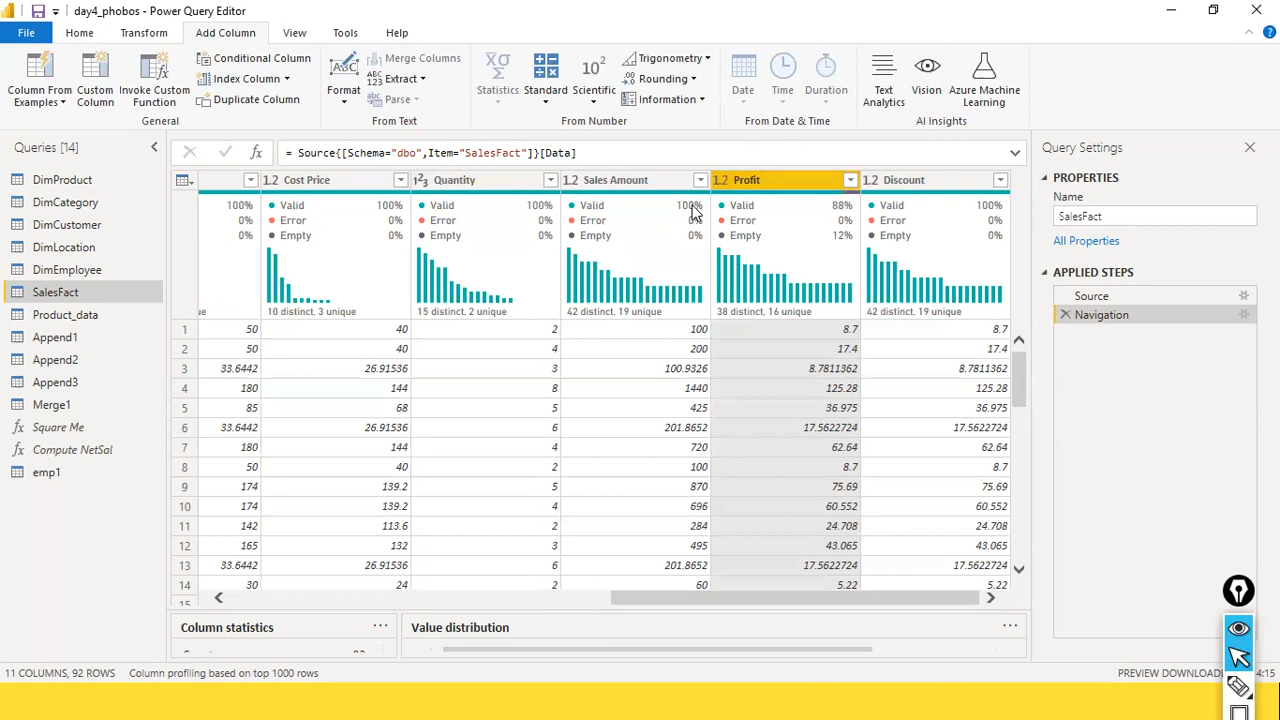 day4_phobos - Power Query Editor
File Home Transform Add Column View Tools Help
Column From Examples
Custom Column
Invoke Custom Function
Conditional Column
Index Column
Duplicate Column
General
Format
ABC
Merge Columns
ABC
123
Extract
abc
Parse
From Text
Statistics
Standard
10²
Scientific
Trigonometry
Rounding
Information
From Number
Date
Time
Duration
From Date & Time
Text Analytics
Vision
Azure Machine Learning
AI Insights
Queries [14]
DimProduct
DimCategory
DimCustomer
DimLocation
DimEmployee
SalesFact
Product_data
Append1
Append2
Append3
Merge1
fx Square Me
fx Compute NetSal
emp1
fx = Source{[Schema="dbo",Item="SalesFact"]}[Data]
1.2 Cost Price 1²3 Quantity 1.2 Sales Amount 1.2 Profit 1.2 Discount
100% Valid 100% Valid 100% Valid 100% Valid 88% Valid 100%
0% Error 0% Error 0% Error 0% Error 0% Error 0%
0% Empty 0% Empty 0% Empty 0% Empty 12% Empty 0%
10 distinct, 3 unique 15 distinct, 2 unique 42 distinct, 19 unique 38 distinct, 16 unique 42 distinct, 19 unique
1 50 40 2 100 8.7 8.7
2 50 40 4 200 17.4 17.4
3 33.6442 26.91536 3 100.9326 8.7811362 8.7811362
4 180 144 8 1440 125.28 125.28
5 85 68 5 425 36.975 36.975
6 33.6442 26.91536 6 201.8652 17.5622724 17.5622724
7 180 144 4 720 62.64 62.64
8 50 40 2 100 8.7 8.7
9 174 139.2 5 870 75.69 75.69
10 174 139.2 4 696 60.552 60.552
11 142 113.6 2 284 24.708 24.708
12 165 132 3 495 43.065 43.065
13 33.6442 26.91536 6 201.8652 17.5622724 17.5622724
14 30 24 2 60 5.22 5.22
15
Column statistics
Value distribution
Query Settings
PROPERTIES
Name
SalesFact
All Properties
APPLIED STEPS
Source
Navigation
11 COLUMNS, 92 ROWS Column profiling based on top 1000 rows
PREVIEW DOWNLOADE 4:15